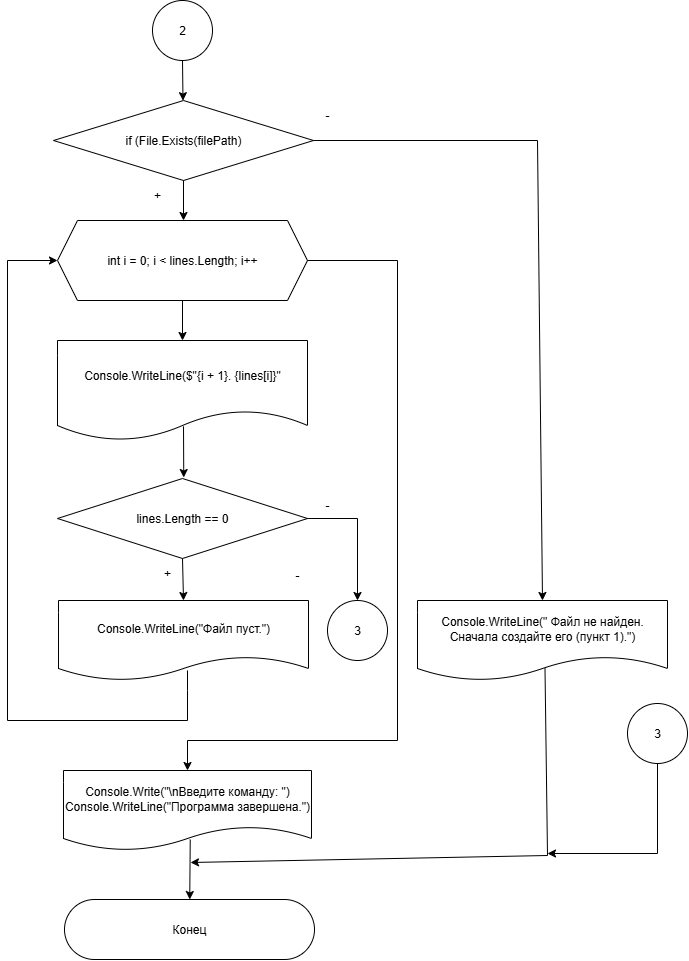 2
if (File.Exists(filePath)
-
+
int i = 0; i < lines.Length; i++
Console.WriteLine($"{i + 1}. {lines[i]}"
lines.Length == 0
-
+
-
Console.WriteLine("Файл пуст.")
3
Console.WriteLine(" Файл не найден.
Сначала создайте его (пункт 1).")
3
Console.Write("\nВведите команду: ")
Console.WriteLine("Программа завершена.")
Конец